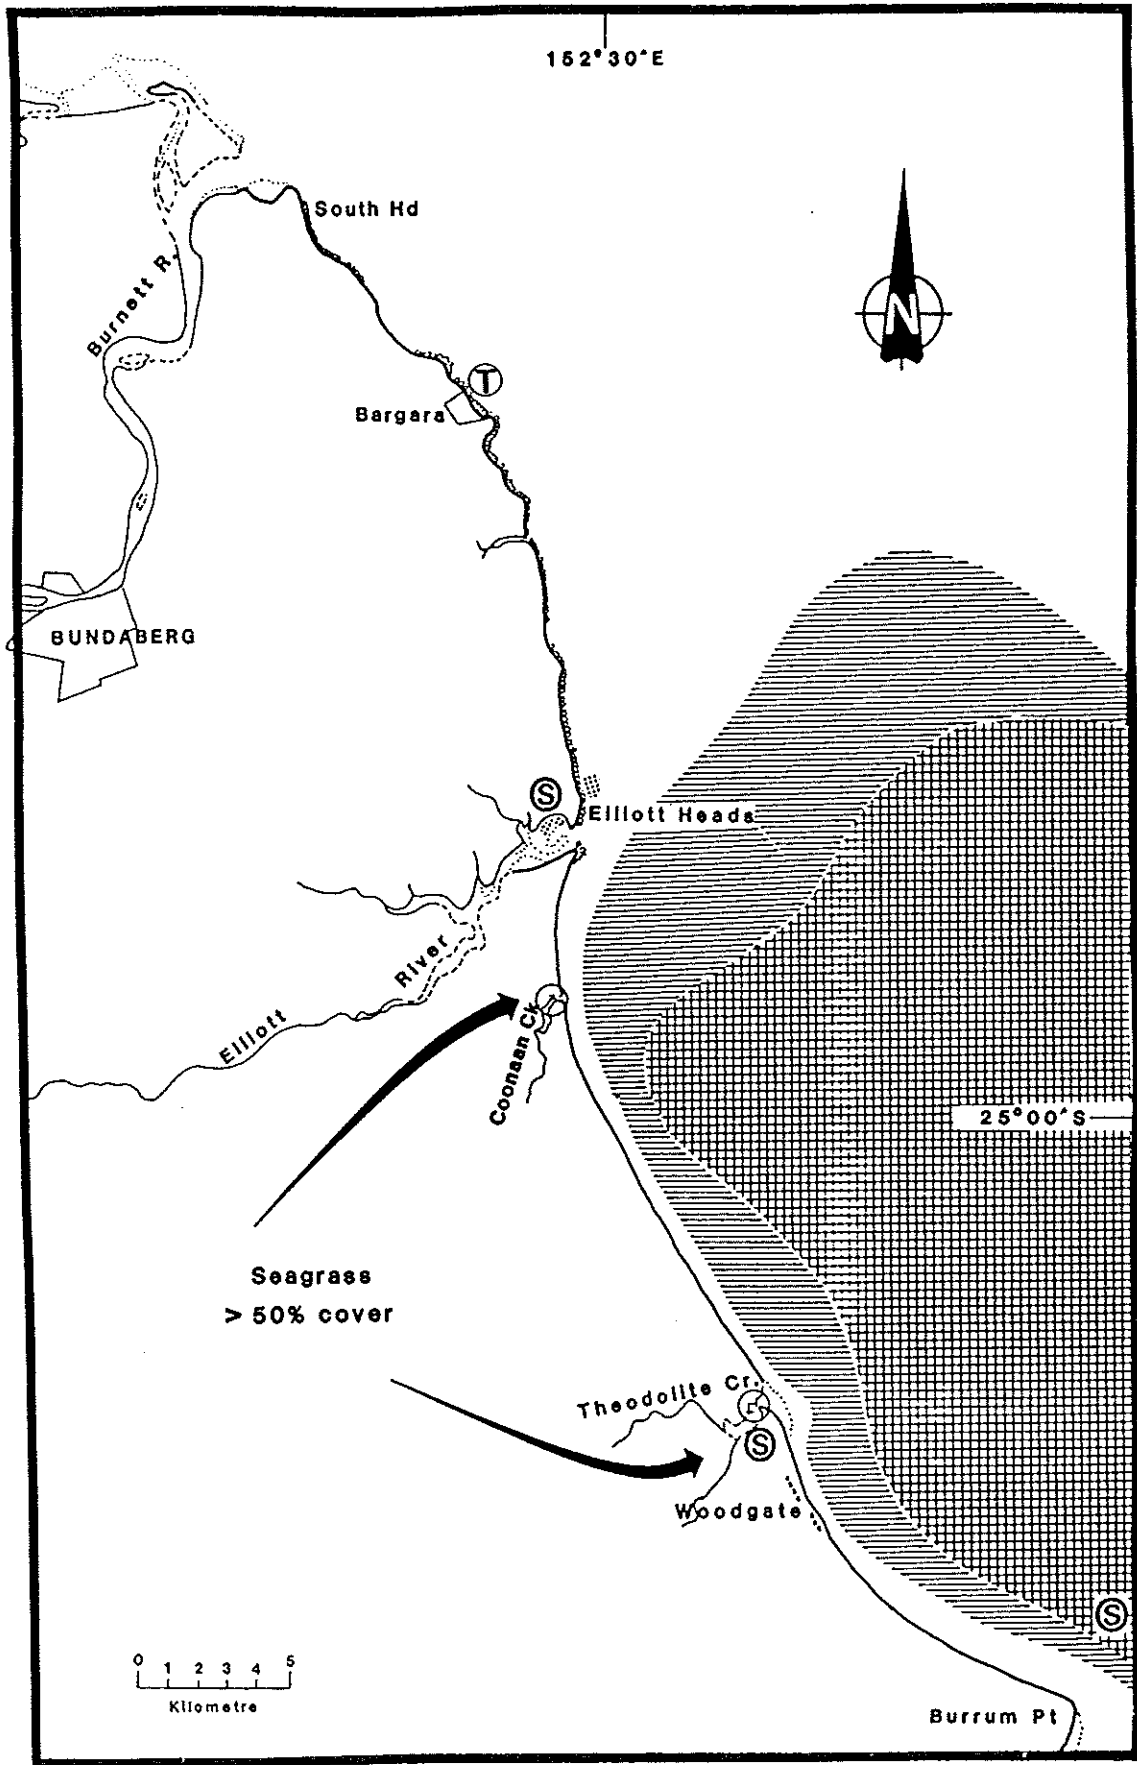 152°30'E
South Hd
N
Burnett R.
T
Bargara
BUNDABERG
S
Elliott Heads
Elliott River
Coonaan Ck
25°00'S
Seagrass
> 50% cover
Theodolite Cr.
S
Woodgate
S
0 1 2 3 4 5
Kilometre
Burrum Pt